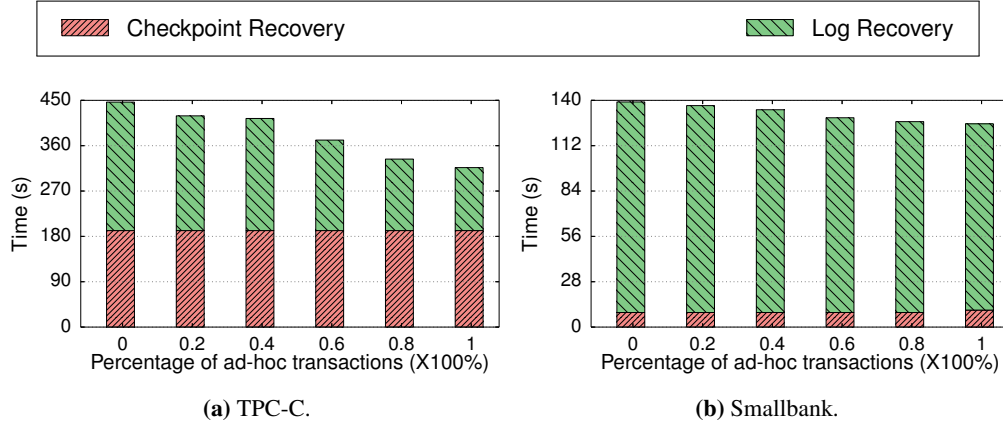 Checkpoint Recovery Log Recovery
450
360
270
180
90
0
Time (s)
0 0.2 0.4 0.6 0.8 1
Percentage of ad-hoc transactions (X100%)
(a) TPC-C.
140
112
84
56
28
0
Time (s)
0 0.2 0.4 0.6 0.8 1
Percentage of ad-hoc transactions (X100%)
(b) Smallbank.